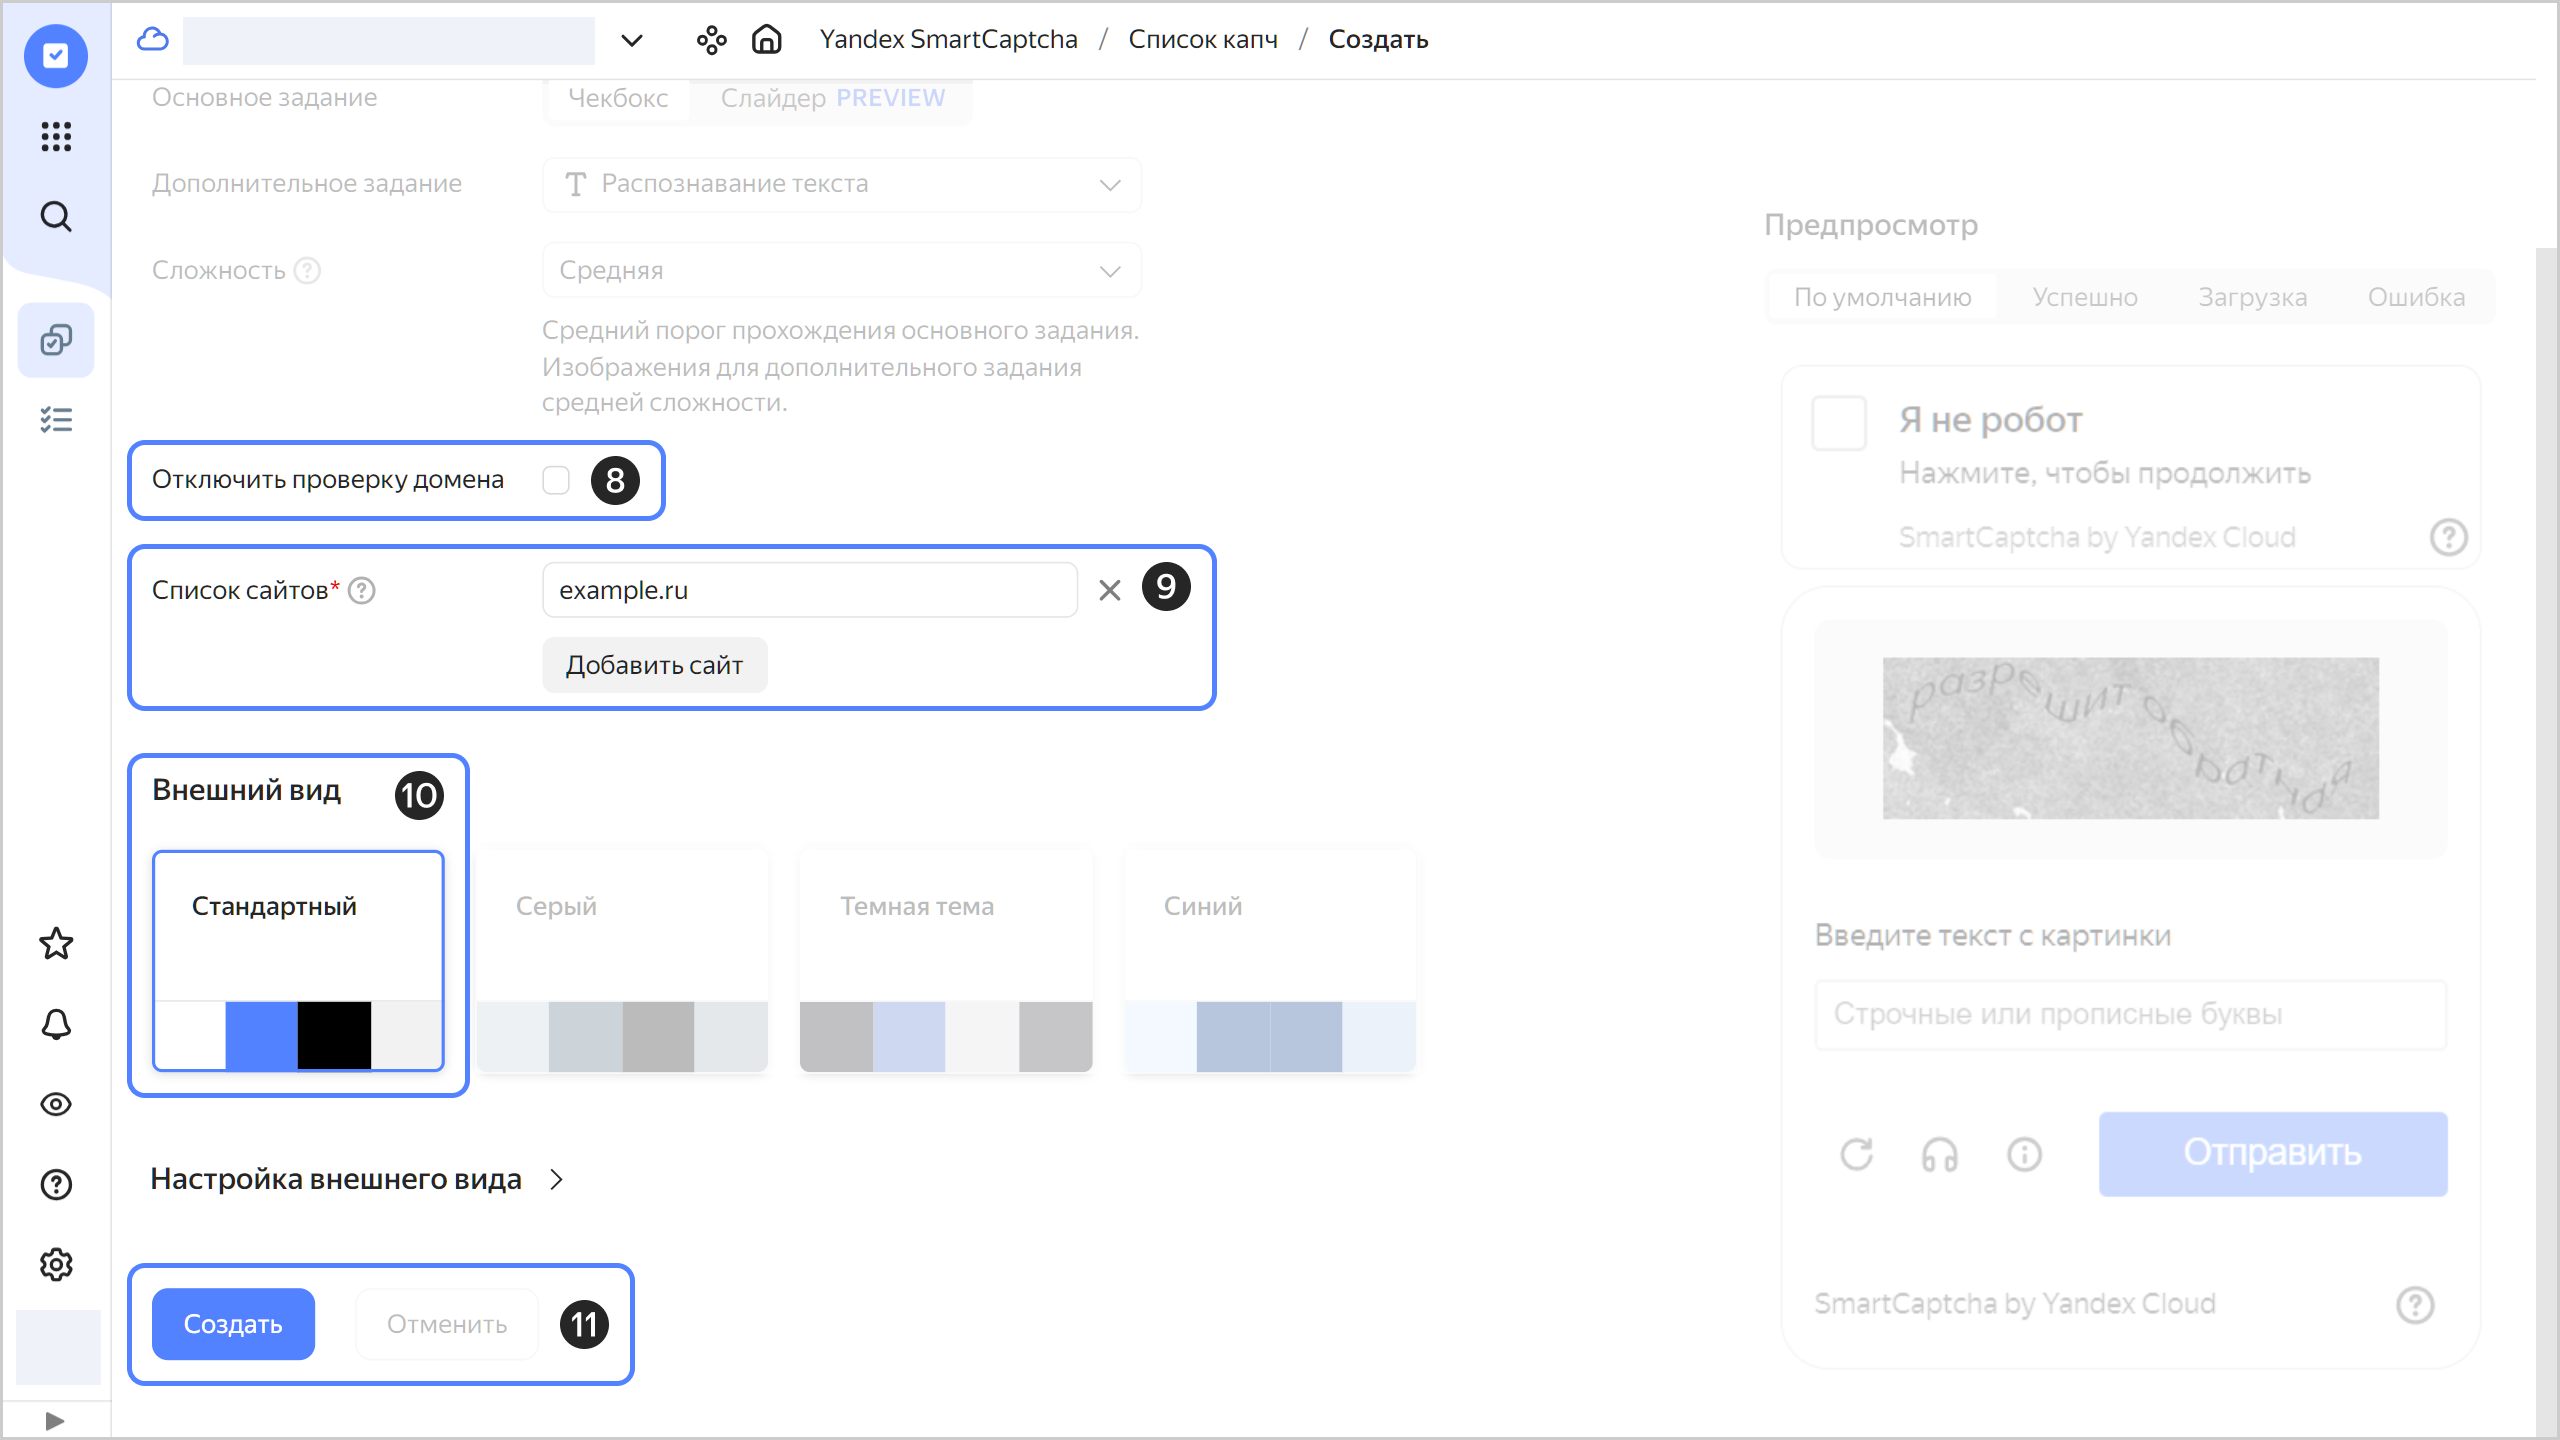 Yandex SmartCaptcha / Список капч / Создать
Основное задание
Чекбокс
Слайдер PREVIEW
Дополнительное задание
Распознавание текста
Сложность
Средняя
Средний порог прохождения основного задания.
Изображения для дополнительного задания
средней сложности.
Отключить проверку домена
8
Список сайтов*
example.ru
9
Добавить сайт
Внешний вид
10
Стандартный
Серый
Темная тема
Синий
Настройка внешнего вида
Создать
Отменить
11
Предпросмотр
По умолчанию
Успешно
Загрузка
Ошибка
Я не робот
Нажмите, чтобы продолжить
SmartCaptcha by Yandex Cloud
разрешит обратная
Введите текст с картинки
Строчные или прописные буквы
Отправить
SmartCaptcha by Yandex Cloud